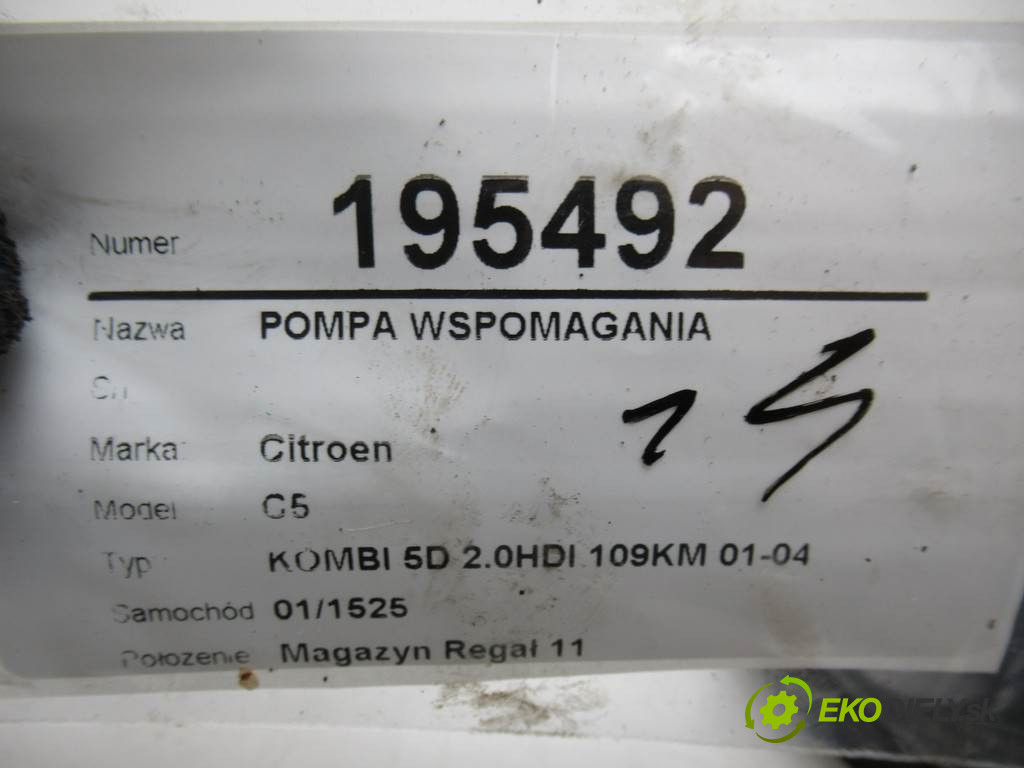 Numer 195492
Nazwa POMPA WSPOMAGANIA
Marka Citroen
Model C5
Typ KOMBI 5D 2.0HDI 109KM 01-04
Samochód 01/1525
Położenie Magazyn Regał 11
EKO